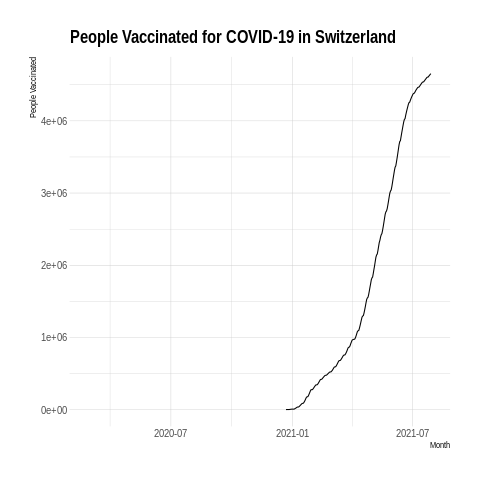 People Vaccinated for COVID-19 in Switzerland
People Vaccinated
4e+06
3e+06
2e+06
1e+06
0e+00
2020-07
2021-01
2021-07
Month